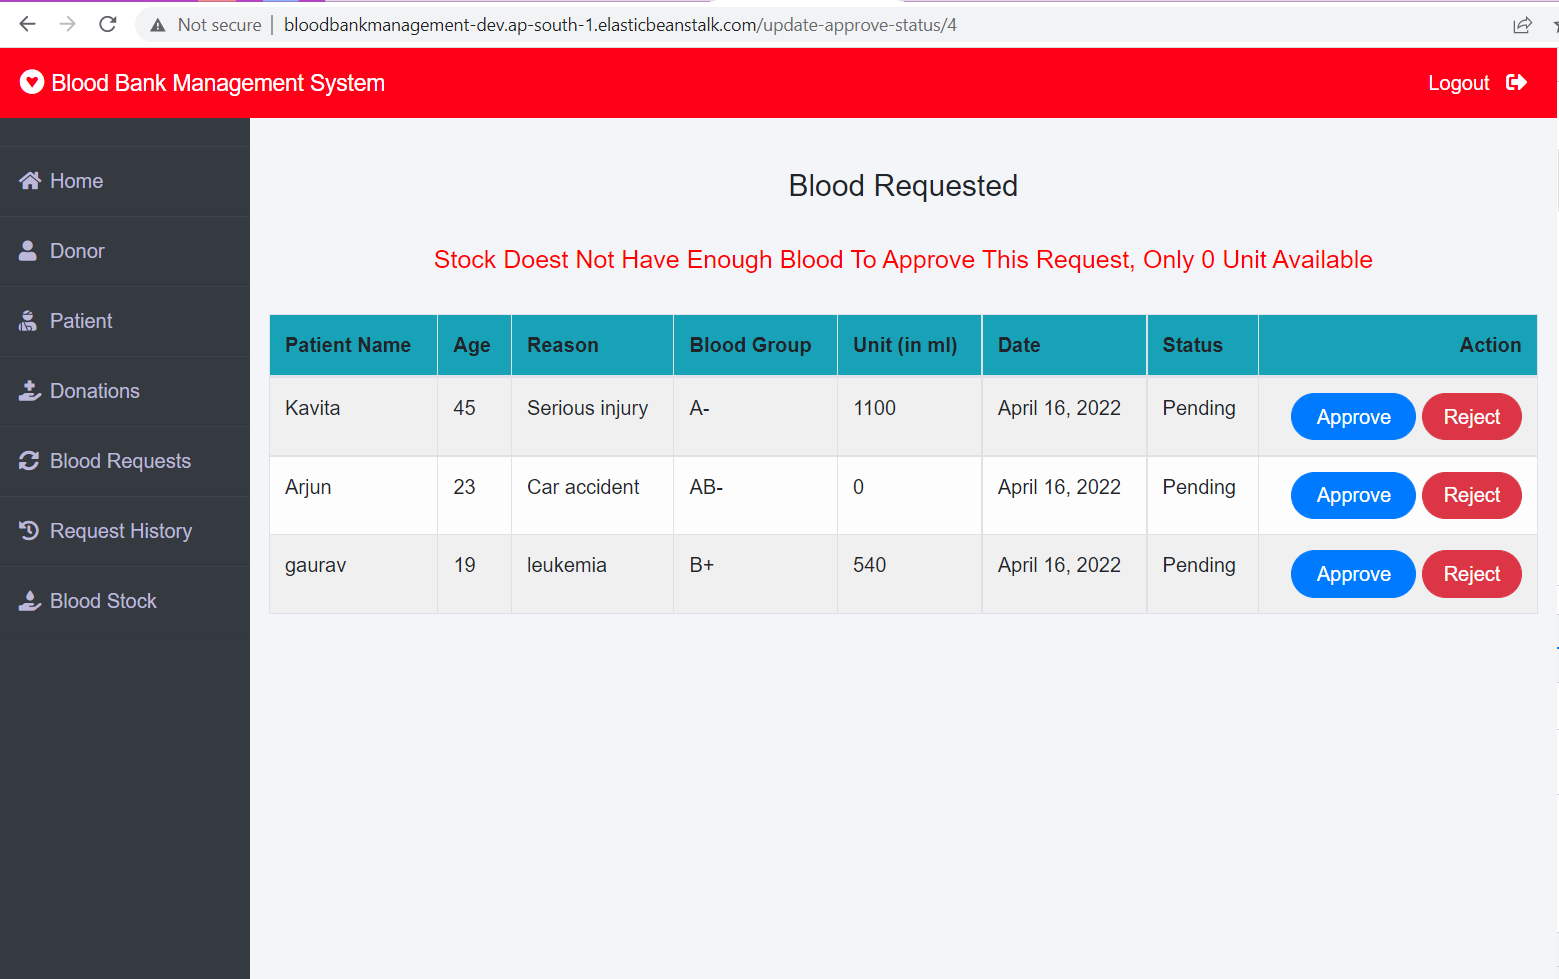 Not secure | bloodbankmanagement-dev.ap-south-1.elasticbeanstalk.com/update-approve-status/4
Blood Bank Management System
Logout
Home
Donor
Patient
Donations
Blood Requests
Request History
Blood Stock
Blood Requested
Stock Doest Not Have Enough Blood To Approve This Request, Only 0 Unit Available
Patient Name Age Reason Blood Group Unit (in ml) Date Status Action
Kavita 45 Serious injury A- 1100 April 16, 2022 Pending Approve Reject
Arjun 23 Car accident AB- 0 April 16, 2022 Pending Approve Reject
gaurav 19 leukemia B+ 540 April 16, 2022 Pending Approve Reject